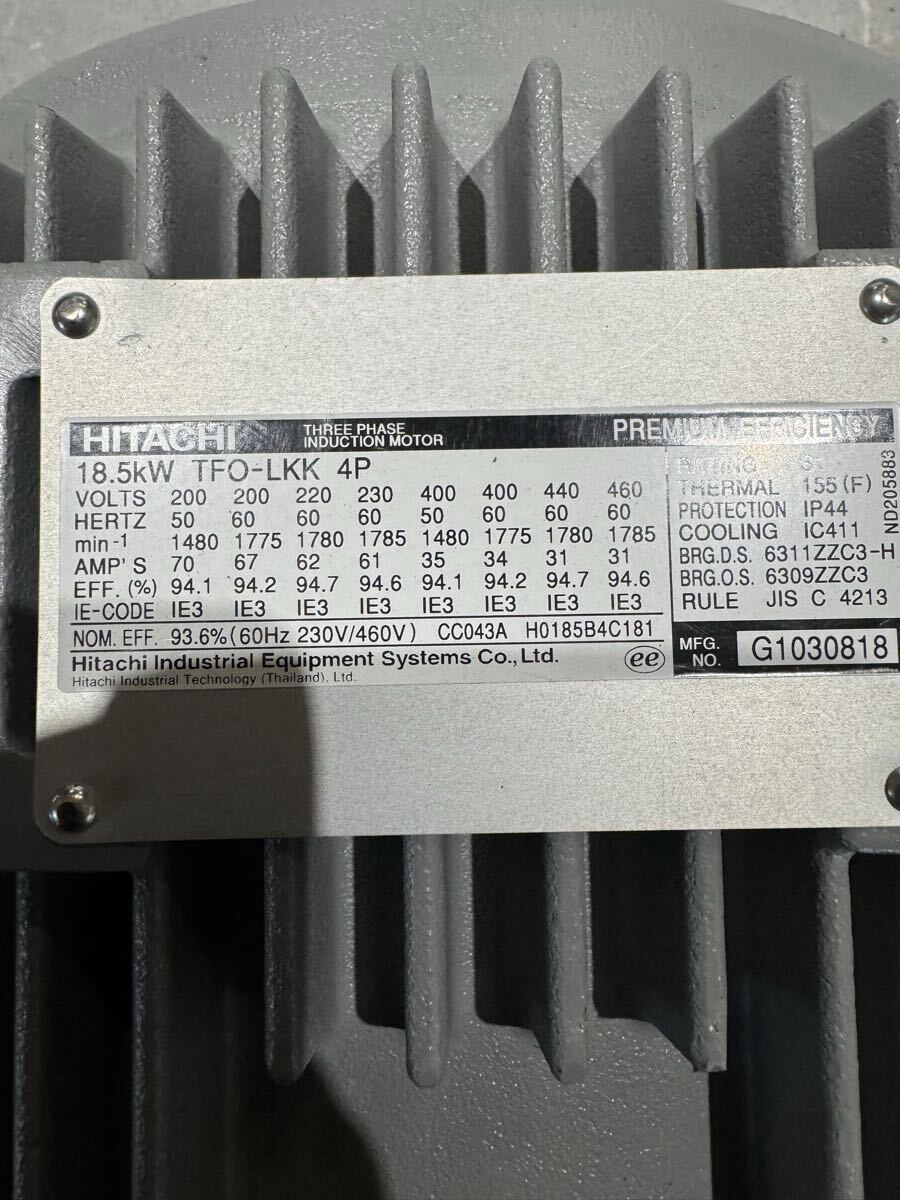 HITACHI THREE PHASE INDUCTION MOTOR PREMIUM EFFICIENCY
18.5kW TFO-LKK 4P
VOLTS 200 200 220 230 400 400 440 460
HERTZ 50 60 60 60 50 60 60 60
min-1 1480 1775 1780 1785 1480 1775 1780 1785
AMP'S 70 67 62 61 35 34 31 31
EFF. (%) 94.1 94.2 94.7 94.6 94.1 94.2 94.7 94.6
IE-CODE IE3 IE3 IE3 IE3 IE3 IE3 IE3 IE3
NOM. EFF. 93.6% (60Hz 230V/460V) CC043A H0185B4C181
Hitachi Industrial Equipment Systems Co., Ltd. ee
Hitachi Industrial Technology (Thailand), Ltd.
RATING
THERMAL 155 (F)
PROTECTION IP44
COOLING IC411
BRG.D.S. 6311ZZC3-H
BRG.O.S. 6309ZZC3
RULE JIS C 4213
ND205883
MFG. NO. G1030818